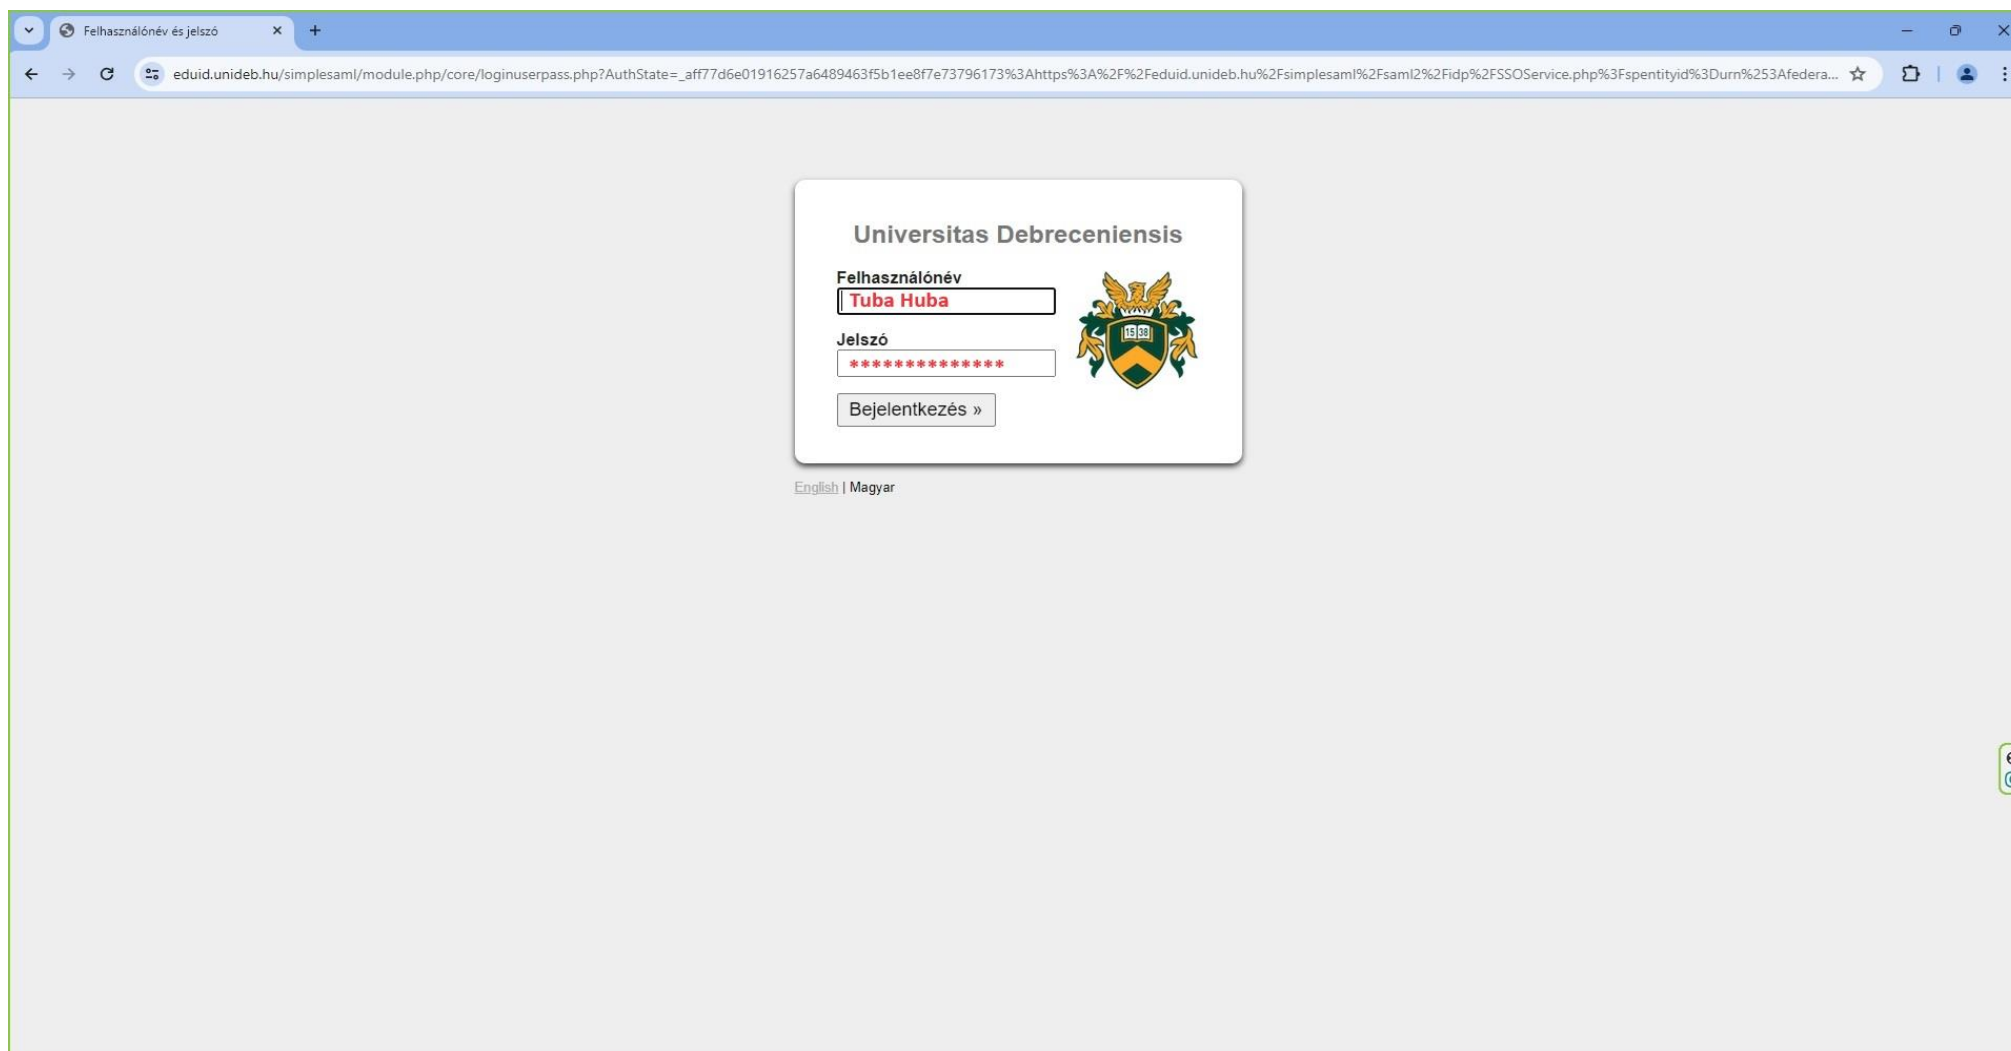 Felhasználónév és jelszó
eduid.unideb.hu/simplesaml/module.php/core/loginuserpass.php?AuthState=_aff77d6e01916257a6489463f5b1ee8f7e73796173%3Ahttps%3A%2F%2Feduid.unideb.hu%2Fsimplesaml%2Fsaml2%2Fidp%2FSSOService.php%3Fspentityid%3Durn%253Afedera...
Universitas Debreceniensis
Felhasználónév
Tuba Huba
15 38
Jelszó
**************
Bejelentkezés »
English | Magyar